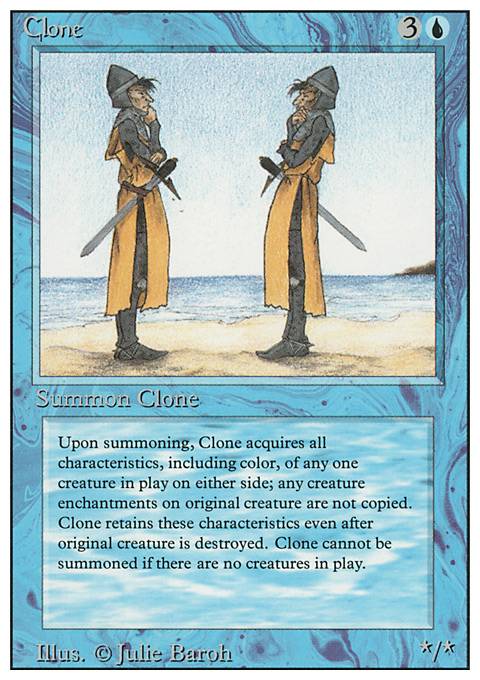 Clone 3
Summon Clone
Upon summoning, Clone acquires all
characteristics, including color, of any one
creature in play on either side; any creature
enchantments on original creature are not copied.
Clone retains these characteristics even after
original creature is destroyed. Clone cannot be
summoned if there are no creatures in play.
Illus. © Julie Baroh */*